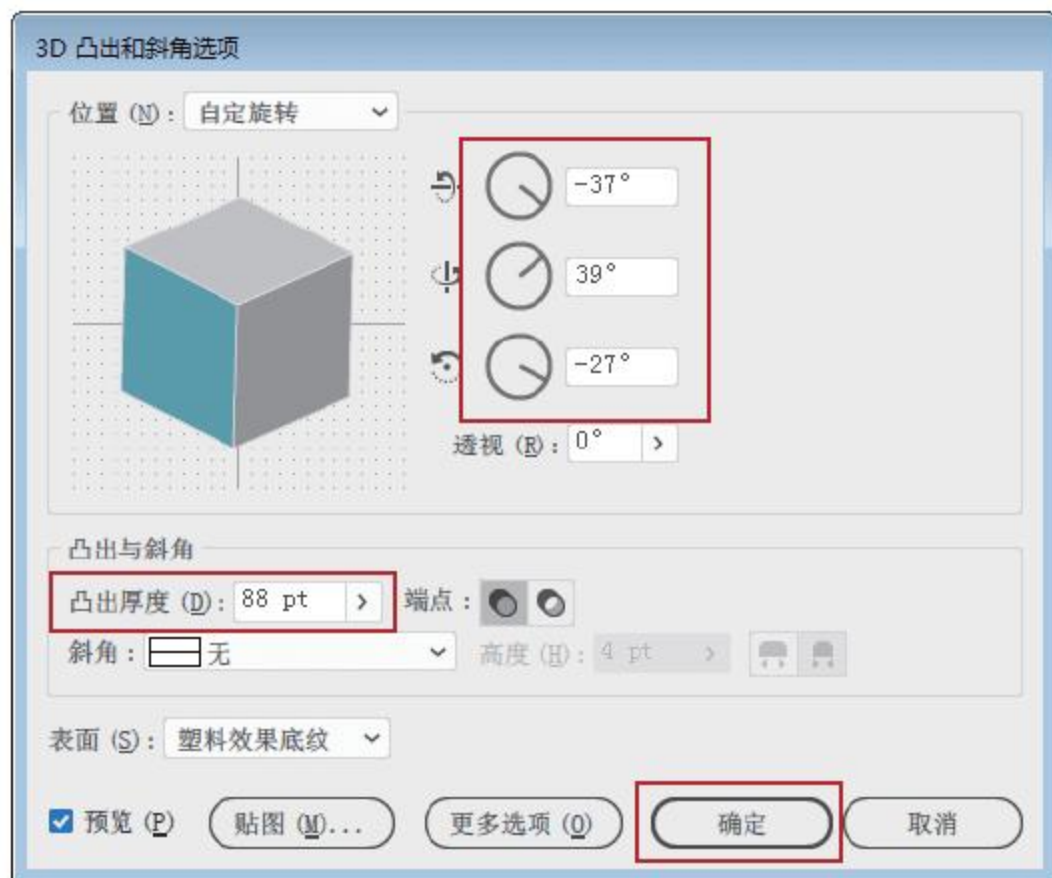 3D 凸出和斜角选项
位置 (N): 自定旋转
-37°
39°
-27°
透视 (R): 0°
凸出与斜角
凸出厚度 (D): 88 pt 端点:
斜角: 无 高度 (H): 4 pt
表面 (S): 塑料效果底纹
预览 (P) 贴图 (M)... 更多选项 (O) 确定 取消